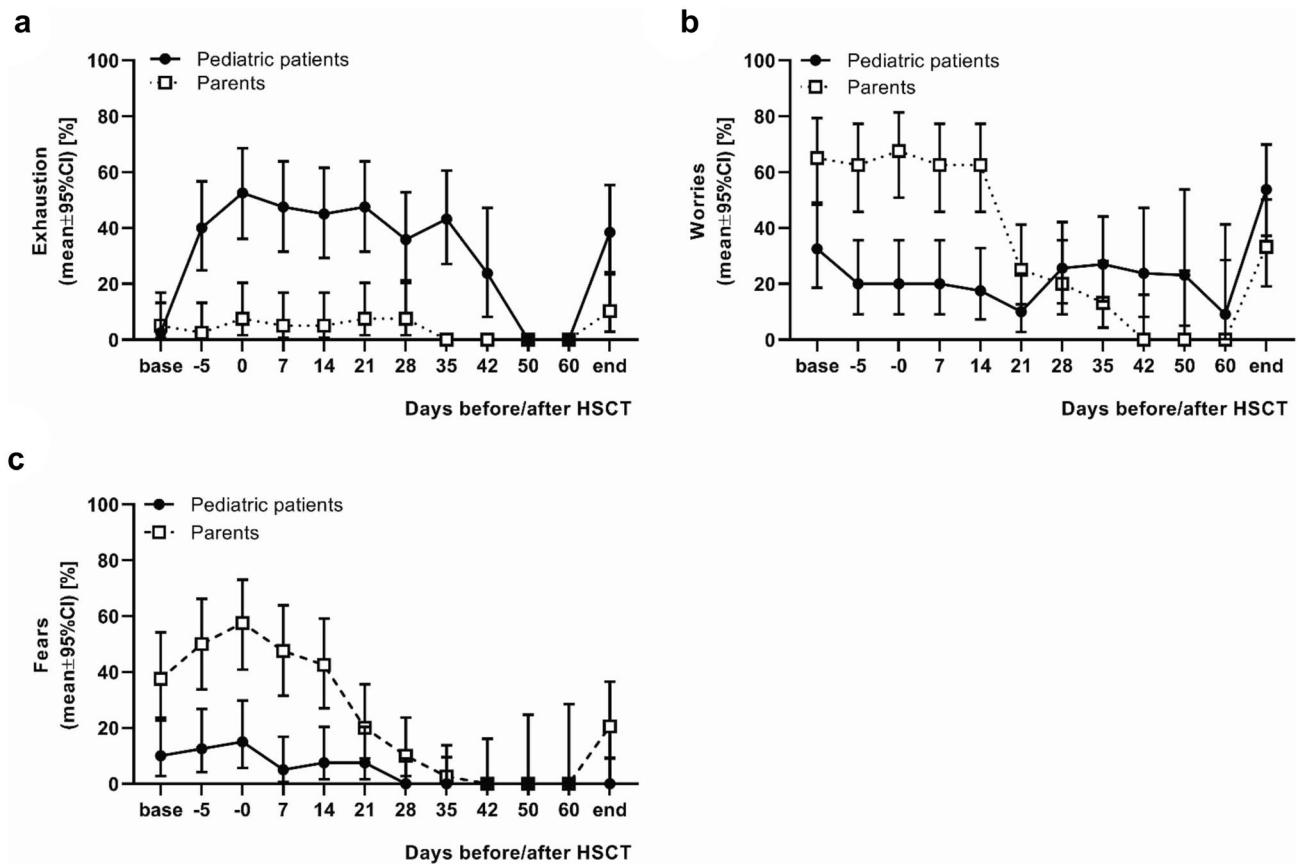 a
Pediatric patients
Parents
Exhaustion
(mean±95%CI) [%]
100
80
60
40
20
0
base -5 0 7 14 21 28 35 42 50 60 end
Days before/after HSCT
b
Pediatric patients
Parents
Worries
(mean±95%CI) [%]
100
80
60
40
20
0
base -5 -0 7 14 21 28 35 42 50 60 end
Days before/after HSCT
c
Pediatric patients
Parents
Fears
(mean±95%CI) [%]
100
80
60
40
20
0
base -5 -0 7 14 21 28 35 42 50 60 end
Days before/after HSCT